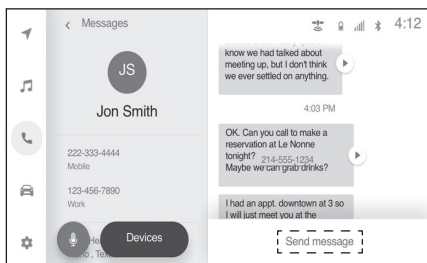 Messages
4:12
JS
Jon Smith
222-333-4444
Mobile
123-456-7890
Work
Devices
know we had talked about
meeting up, but I don't think
we ever settled on anything.
4:03 PM
OK. Can you call to make a
reservation at Le Nonne
tonight? 214-555-1234
Maybe we can grab drinks?
I had an appt. downtown at 3 so
I will just meet you at the
Send message